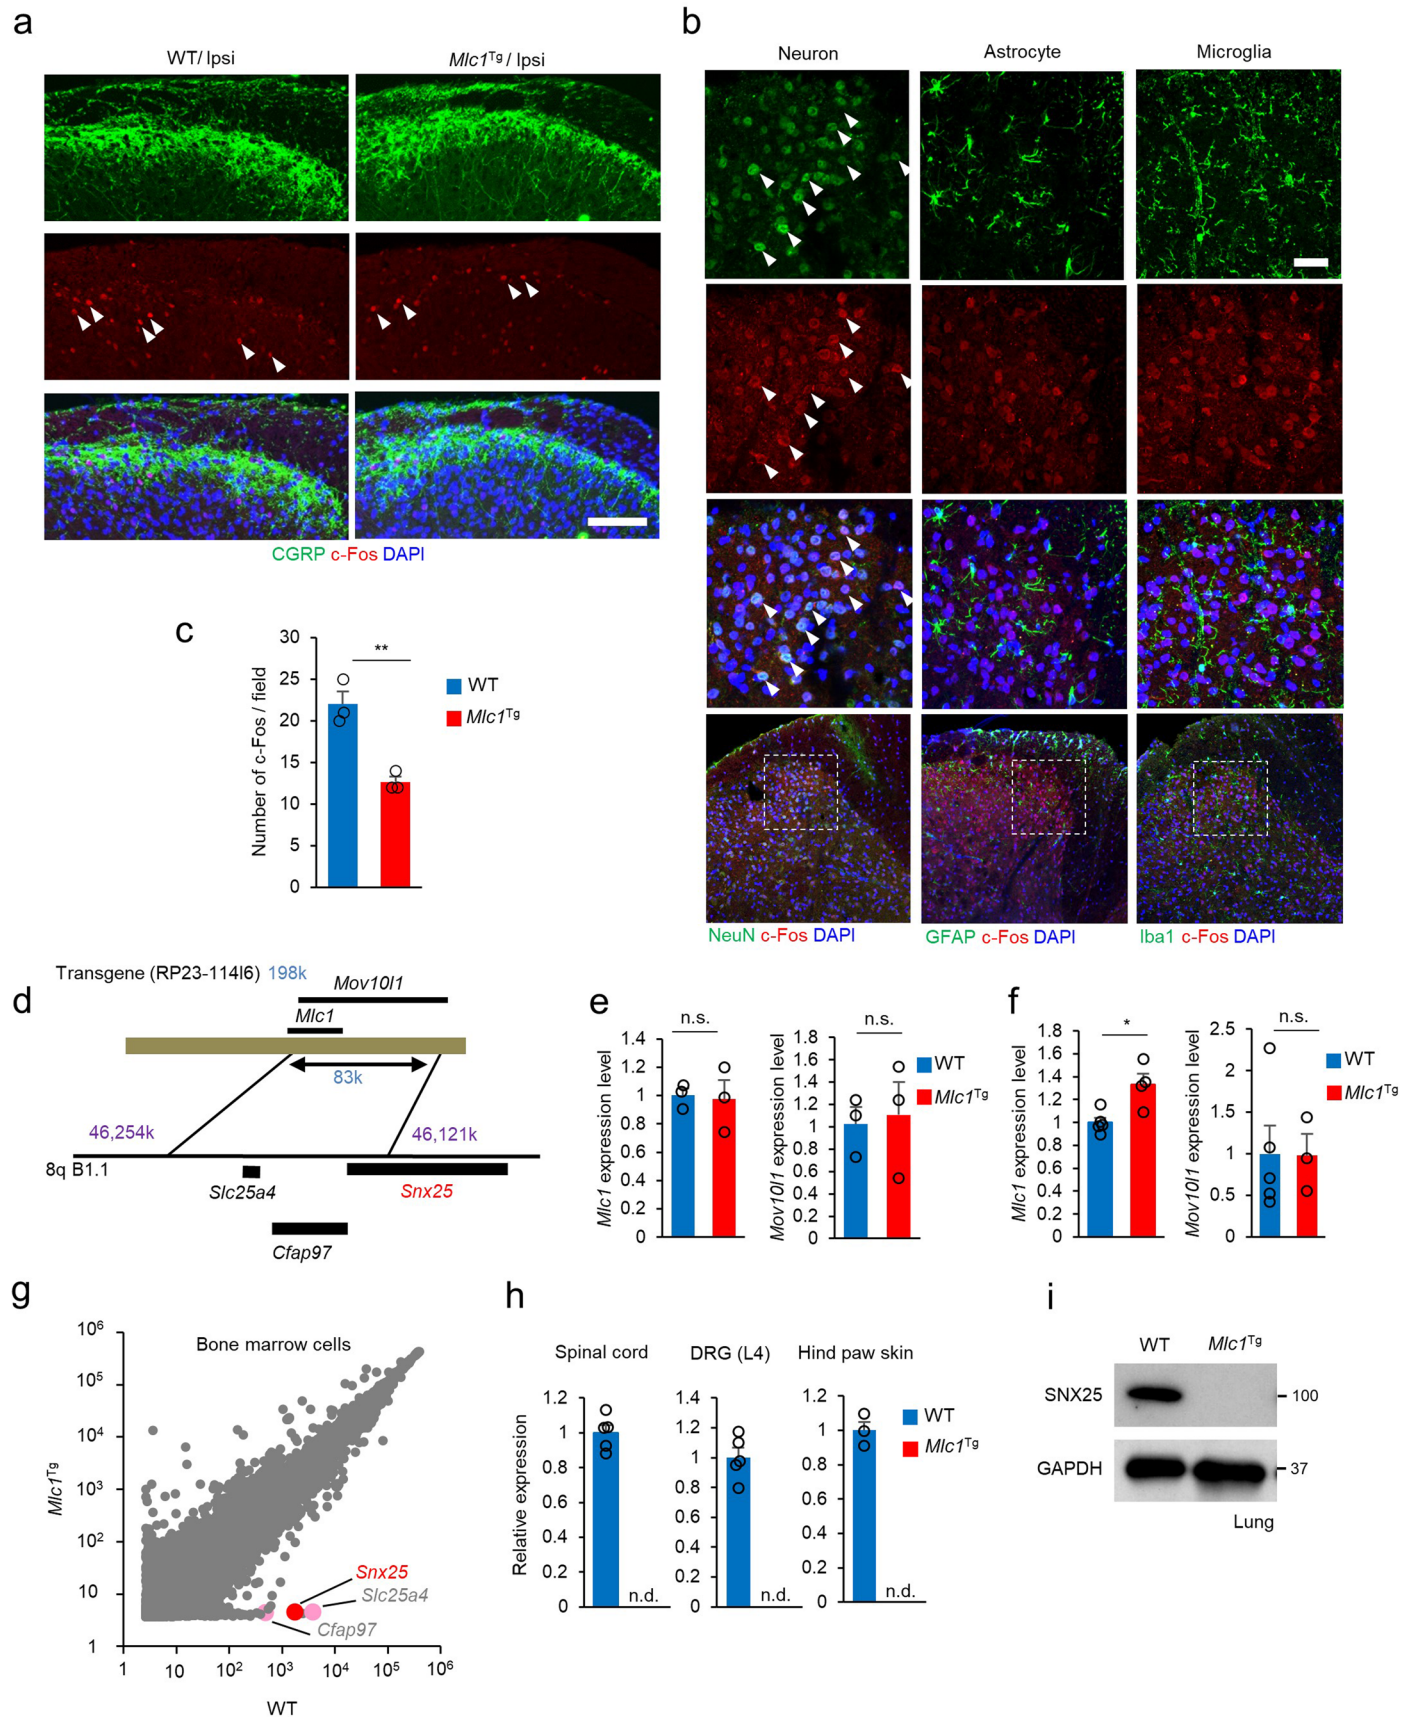 a
WT/ Ipsi
Mlc1Tg / Ipsi
CGRP c-Fos DAPI
b
Neuron
Astrocyte
Microglia
NeuN c-Fos DAPI
GFAP c-Fos DAPI
Iba1 c-Fos DAPI
c
Number of c-Fos / field
30
25
20
15
10
5
0
**
WT
Mlc1Tg
d
Transgene (RP23-114I6) 198k
Mov10l1
Mlc1
83k
46,254k
46,121k
8q B1.1
Slc25a4
Snx25
Cfap97
e
Mlc1 expression level
1.4
1.2
1
0.8
0.6
0.4
0.2
0
n.s.
Mov10l1 expression level
1.8
1.6
1.4
1.2
1
0.8
0.6
0.4
0.2
0
n.s.
WT
Mlc1Tg
f
Mlc1 expression level
1.8
1.6
1.4
1.2
1
0.8
0.6
0.4
0.2
0
*
Mov10l1 expression level
2.5
2
1.5
1
0.5
0
n.s.
WT
Mlc1Tg
g
Bone marrow cells
Mlc1Tg
10⁶
10⁵
10⁴
10³
10²
10
1
Snx25
Slc25a4
Cfap97
1 10 10² 10³ 10⁴ 10⁵ 10⁶
WT
h
Relative expression
Spinal cord
1.2
1
0.8
0.6
0.4
0.2
0
n.d.
DRG (L4)
1.4
1.2
1
0.8
0.6
0.4
0.2
0
n.d.
Hind paw skin
1.2
1
0.8
0.6
0.4
0.2
0
n.d.
WT
Mlc1Tg
i
WT Mlc1Tg
SNX25 100
GAPDH 37
Lung